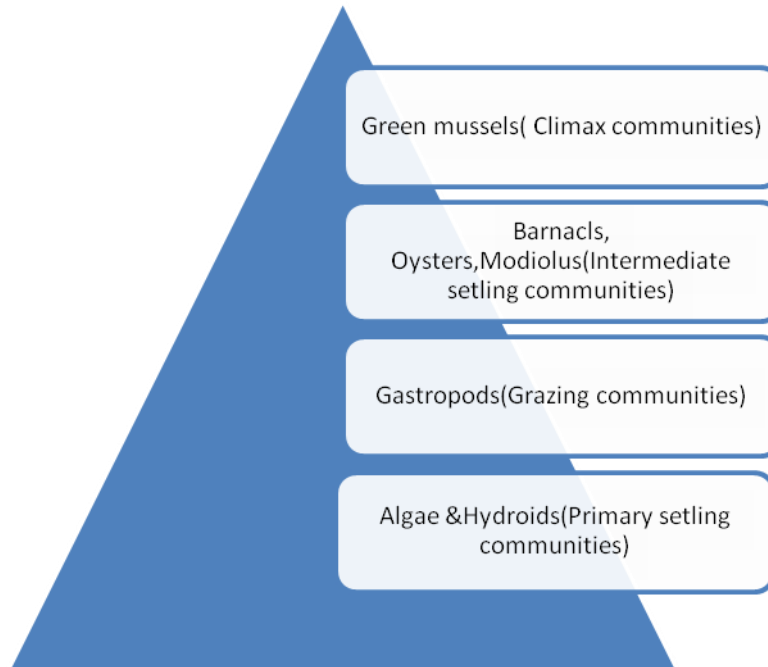 Green mussels( Climax communities)
Barnacls,
Oysters,Modiolus(Intermediate
setling communities)
Gastropods(Grazing communities)
Algae &Hydroids(Primary setling
communities)